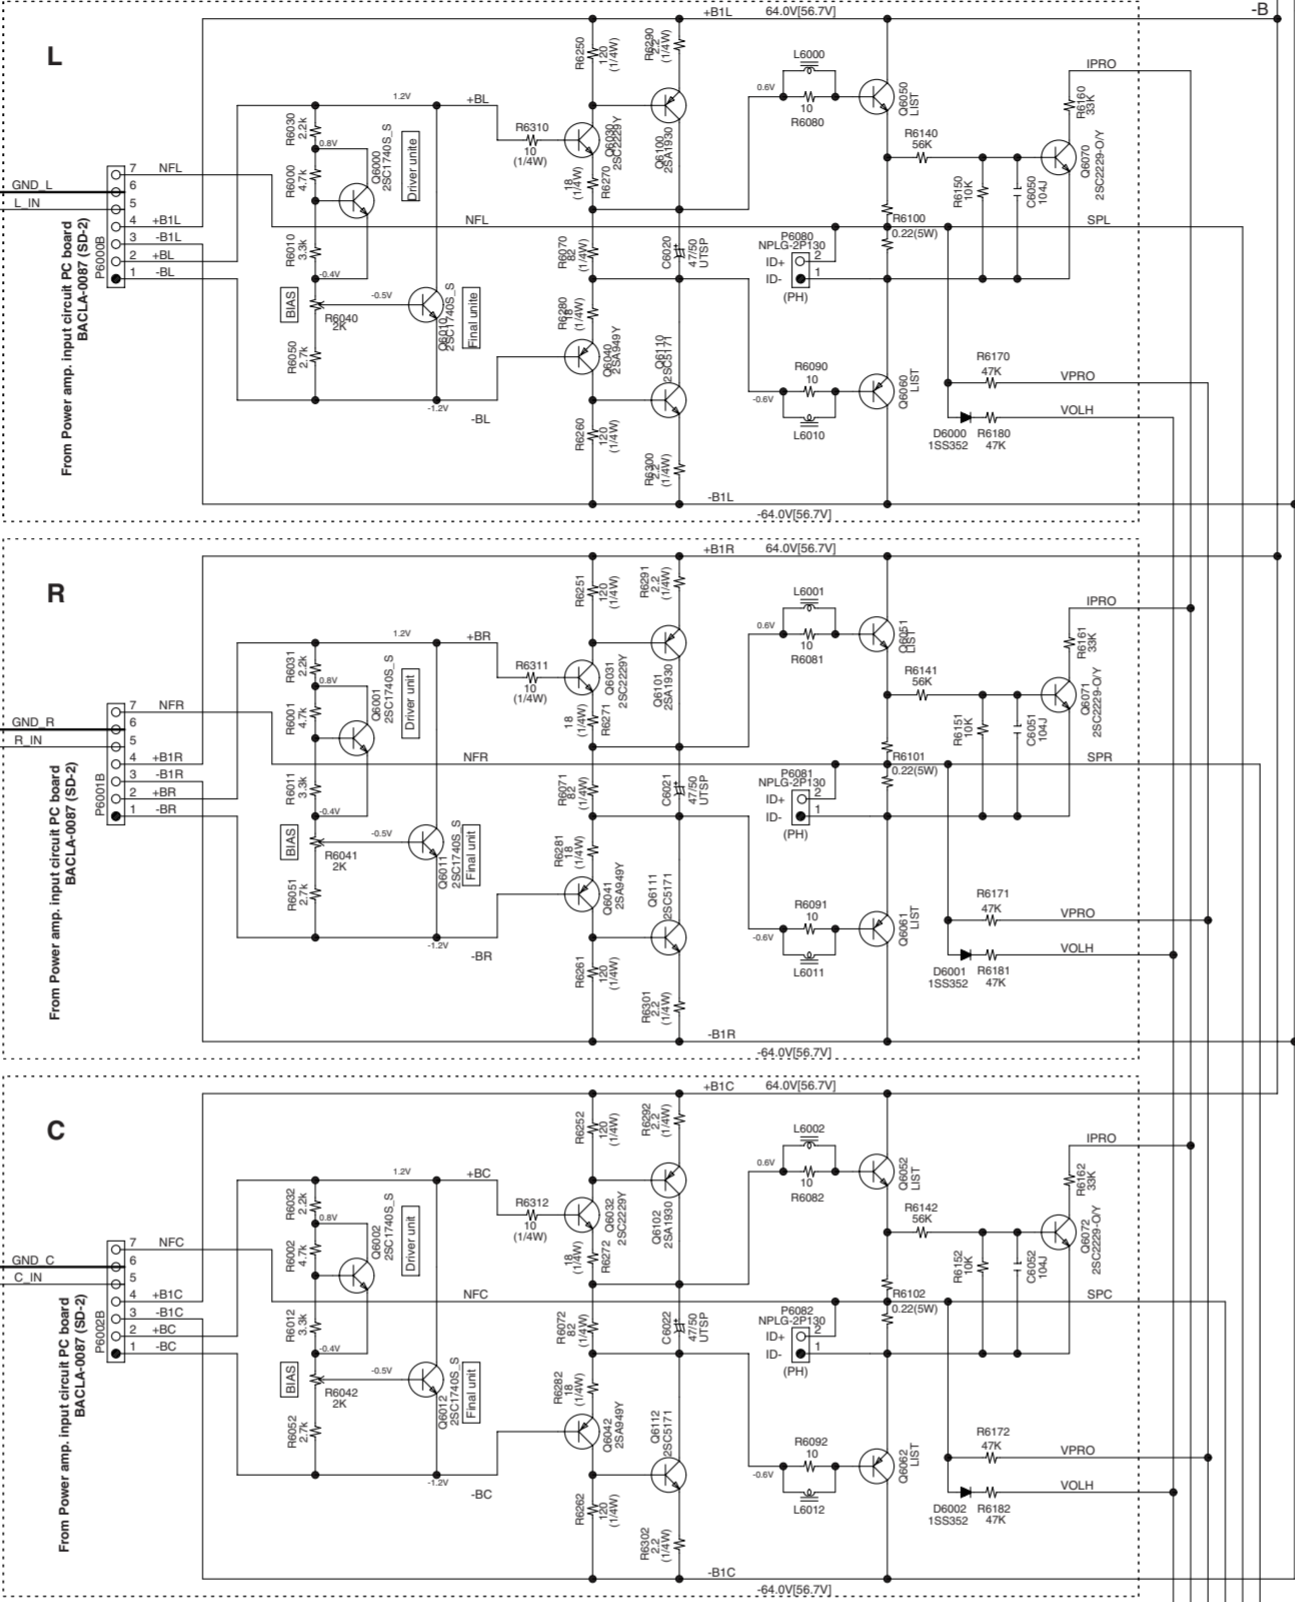 -B
L
+B1L
64.0V[56.7V]
R6250
120
(1/4W)
R6290
2.2
(1/4W)
L6000
0.6V
10
R6080
Q6050
LIST
IPRO
R6160
33K
R6140
56K
Q6070
2SC2229-O/Y
R6150
10K
C6050
104J
1.2V
+BL
R6030
2.2k
0.8V
Q6000
2SC1740S_S
Driver unite
R6000
4.7k
R6310
10
(1/4W)
Q6030
2SC2229Y
Q6100
2SA1930
18
(1/4W)
R6270
7
NFL
GND_L
6
L_IN
5
4
+B1L
3
-B1L
2
+BL
1
-BL
P6000B
From Power amp. input circuit PC board
BACLA-0087 (SD-2)
NFL
R6010
3.3k
-0.4V
BIAS
R6040
2K
-0.5V
Q6010
2SC1740S_S
Final unite
R6050
2.7k
-1.2V
-BL
R6070
82
(1/4W)
C6020
47/50
UTSP
R6100
0.22(5W)
P6080
NPLG-2P130
ID+
2
ID-
1
(PH)
SPL
R6280
18
(1/4W)
Q6040
2SA949Y
Q6110
2SC5171
R6090
10
-0.6V
L6010
Q6060
LIST
R6170
47K
VPRO
VOLH
D6000
1SS352
R6180
47K
R6260
120
(1/4W)
R6300
2.2
(1/4W)
-B1L
-64.0V[56.7V]
R
+B1R
64.0V[56.7V]
R6251
120
(1/4W)
R6291
2.2
(1/4W)
L6001
0.6V
10
R6081
Q6051
LIST
IPRO
R6161
33K
R6141
56K
Q6071
2SC2229-O/Y
R6151
10K
C6051
104J
1.2V
+BR
R6031
2.2k
0.8V
Q6001
2SC1740S_S
Driver unit
R6001
4.7k
R6311
10
(1/4W)
Q6031
2SC2229Y
Q6101
2SA1930
18
(1/4W)
R6271
7
NFR
GND_R
6
R_IN
5
4
+B1R
3
-B1R
2
+BR
1
-BR
P6001B
From Power amp. input circuit PC board
BACLA-0087 (SD-2)
NFR
R6011
3.3k
-0.4V
BIAS
R6041
2K
-0.5V
Q6011
2SC1740S_S
Final unit
R6051
2.7k
-1.2V
-BR
R6071
82
(1/4W)
C6021
47/50
UTSP
R6101
0.22(5W)
P6081
NPLG-2P130
ID+
2
ID-
1
(PH)
SPR
R6281
18
(1/4W)
Q6041
2SA949Y
Q6111
2SC5171
R6091
10
-0.6V
L6011
Q6061
LIST
R6171
47K
VPRO
VOLH
D6001
1SS352
R6181
47K
R6261
120
(1/4W)
R6301
2.2
(1/4W)
-B1R
-64.0V[56.7V]
C
+B1C
64.0V[56.7V]
R6252
120
(1/4W)
R6292
2.2
(1/4W)
L6002
0.6V
10
R6082
Q6052
LIST
IPRO
R6162
33K
R6142
56K
Q6072
2SC2229-O/Y
R6152
10K
C6052
104J
1.2V
+BC
R6032
2.2k
0.8V
Q6002
2SC1740S_S
Driver unit
R6002
4.7k
R6312
10
(1/4W)
Q6032
2SC2229Y
Q6102
2SA1930
18
(1/4W)
R6272
7
NFC
GND_C
6
C_IN
5
4
+B1C
3
-B1C
2
+BC
1
-BC
P6002B
From Power amp. input circuit PC board
BACLA-0087 (SD-2)
NFC
R6012
3.3k
-0.4V
BIAS
R6042
2K
-0.5V
Q6012
2SC1740S_S
Final unit
R6052
2.7k
-1.2V
-BC
R6072
82
(1/4W)
C6022
47/50
UTSP
R6102
0.22(5W)
P6082
NPLG-2P130
ID+
2
ID-
1
(PH)
SPC
R6282
18
(1/4W)
Q6042
2SA949Y
Q6112
2SC5171
R6092
10
-0.6V
L6012
Q6062
LIST
R6172
47K
VPRO
VOLH
D6002
1SS352
R6182
47K
R6262
120
(1/4W)
R6302
2.2
(1/4W)
-B1C
-64.0V[56.7V]